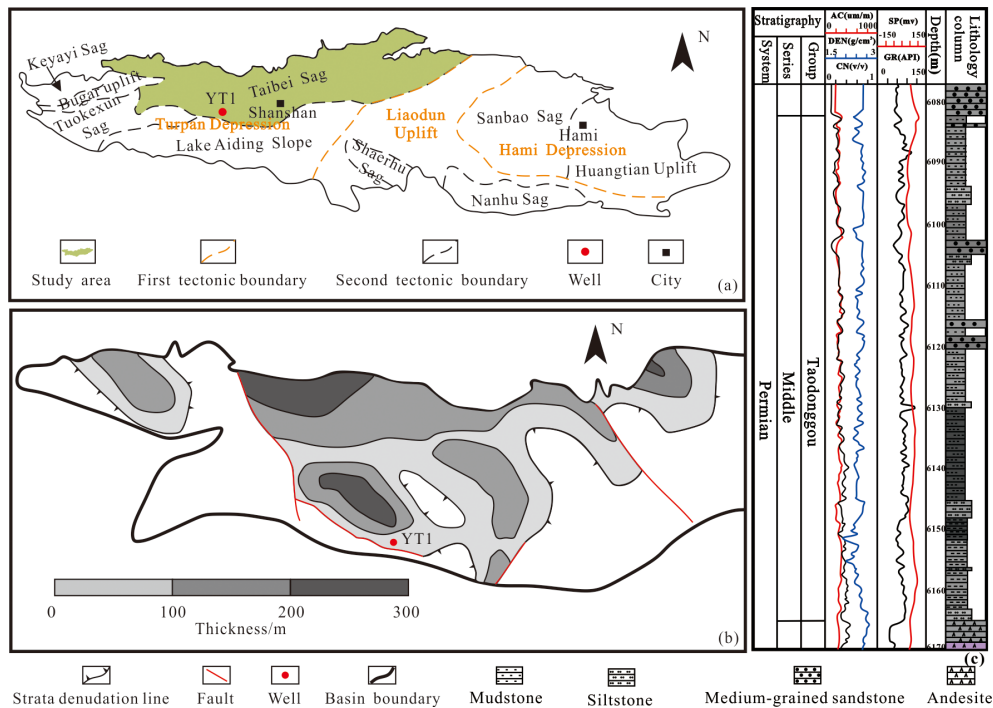 (a)
N
Keyayi Sag
Bugar uplift
Tuokexun
Sag
Taibei Sag
YT1
Shanshan
Turpan Depression
Lake Aiding Slope
Liaodun
Uplift
Shaerhu
Sag
Sanbao Sag
Hami
Hami Depression
Huangtian Uplift
Nanhu Sag
Study area
First tectonic boundary
Second tectonic boundary
Well
City
N
YT1
0 100 200 300
Thickness/m
(b)
Stratigraphy
System
Series
Group
AC(um/m)
0 1000
DEN(g/cm³)
1.5 3
CN(v/v)
0 1
SP(mv)
-150 150
GR(API)
0 150
Depth(m)
Lithology
column
Permian
Middle
Taodonggou
6080
6090
6100
6110
6120
6130
6140
6150
6160
6170
(c)
Strata denudation line
Fault
Well
Basin boundary
Mudstone
Siltstone
Medium-grained sandstone
Andesite